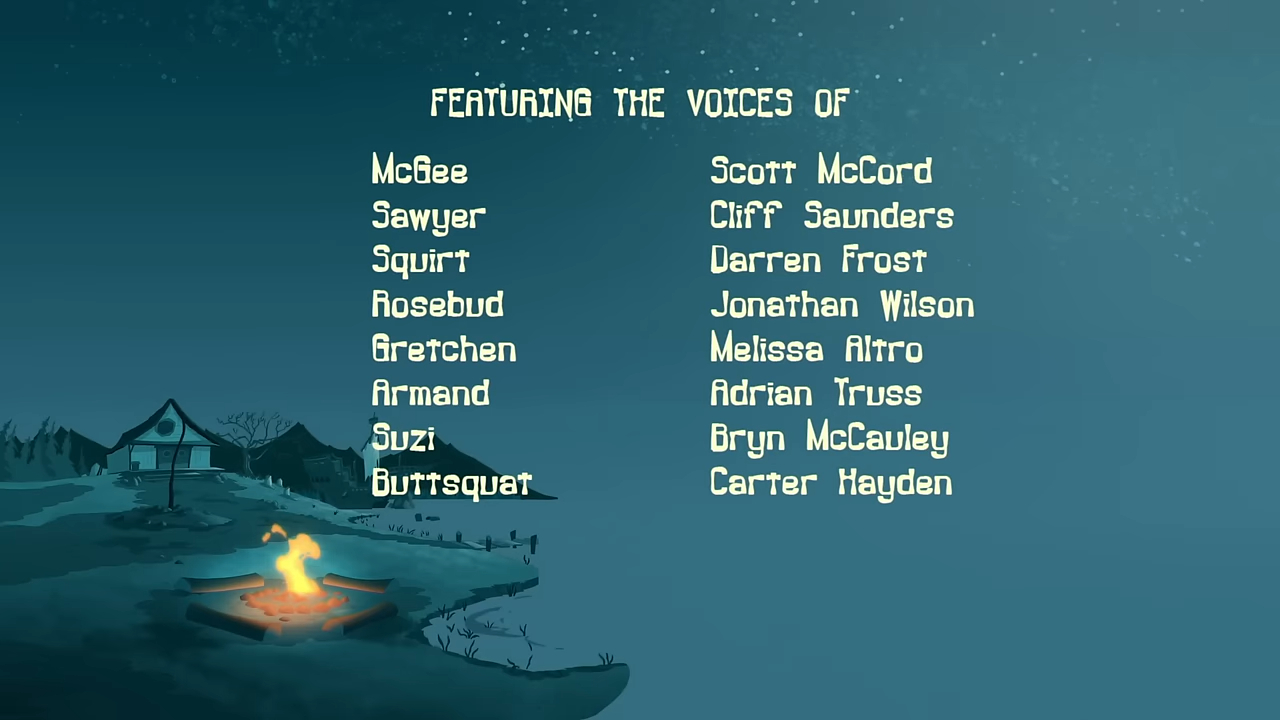 FEATURING THE VOICES OF
McGee Scott McCord
Sawyer Cliff Saunders
Squirt Darren Frost
Rosebud Jonathan Wilson
Gretchen Melissa Altro
Armand Adrian Truss
Suzi Bryn McCauley
Buttsquat Carter Hayden